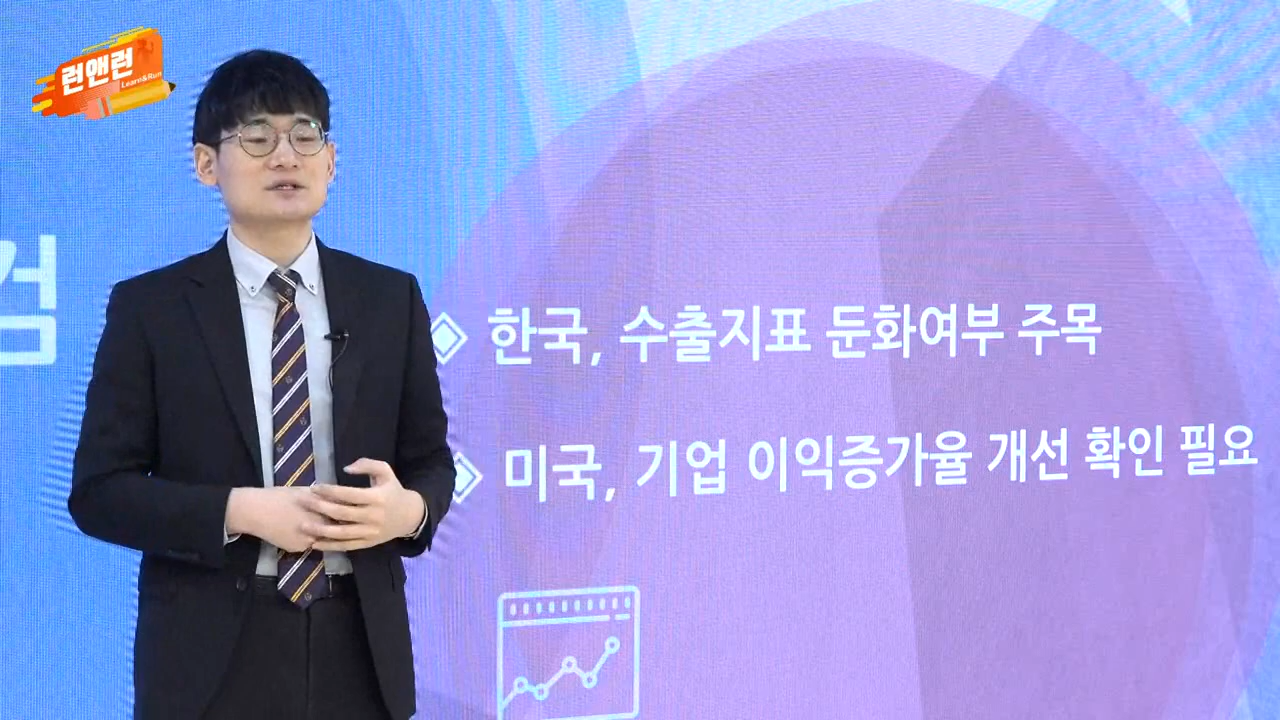 런앤런
Learn&Run
검
한국, 수출지표 둔화여부 주목
미국, 기업 이익증가율 개선 확인 필요